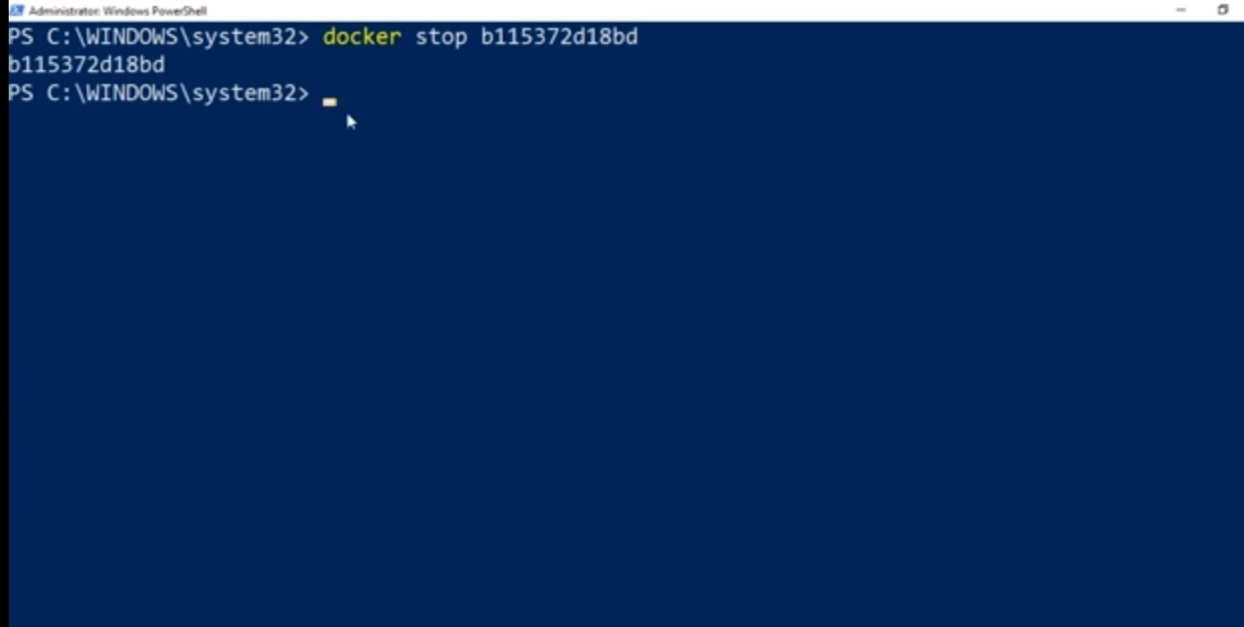 Administrator: Windows PowerShell
PS C:\WINDOWS\system32> docker stop b115372d18bd
b115372d18bd
PS C:\WINDOWS\system32>